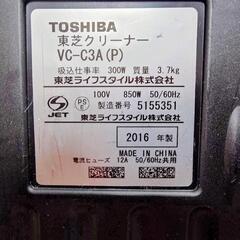 TOSHIBA
東芝クリーナー
VC-C3A(P)
吸込仕事率 300W 質量 3.7kg
東芝ライフスタイル株式会社
100V 850W 50/60Hz
製造番号 5155351
S JET PSE
2016 年製
東芝ライフスタイル株式会社
MADE IN CHINA
電流ヒューズ 12A 50/60Hz共用